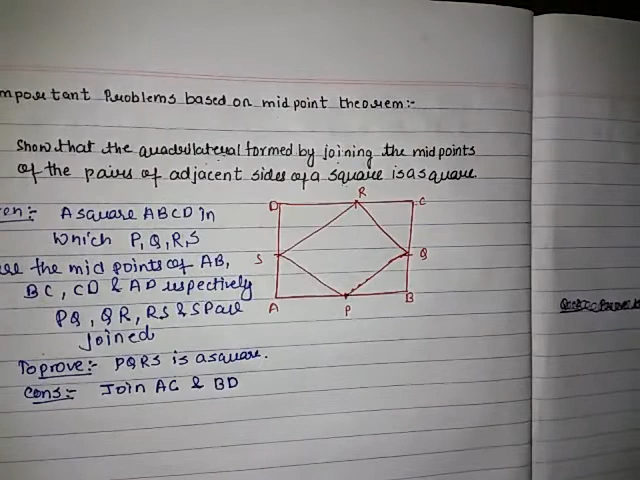 mportant Problems based on mid point theorem:-
Show that the quadrilateral formed by joining the mid points
of the pairs of adjacent sides of a square is a square.
en:- A square ABCD in
which P, Q, R, S
the mid points of AB,
BC, CD & AD respectively
PQ, QR, RS & SP are
joined
To prove:- PQRS is a square.
Cons:- Join AC & BD
D R C
S Q
A P B